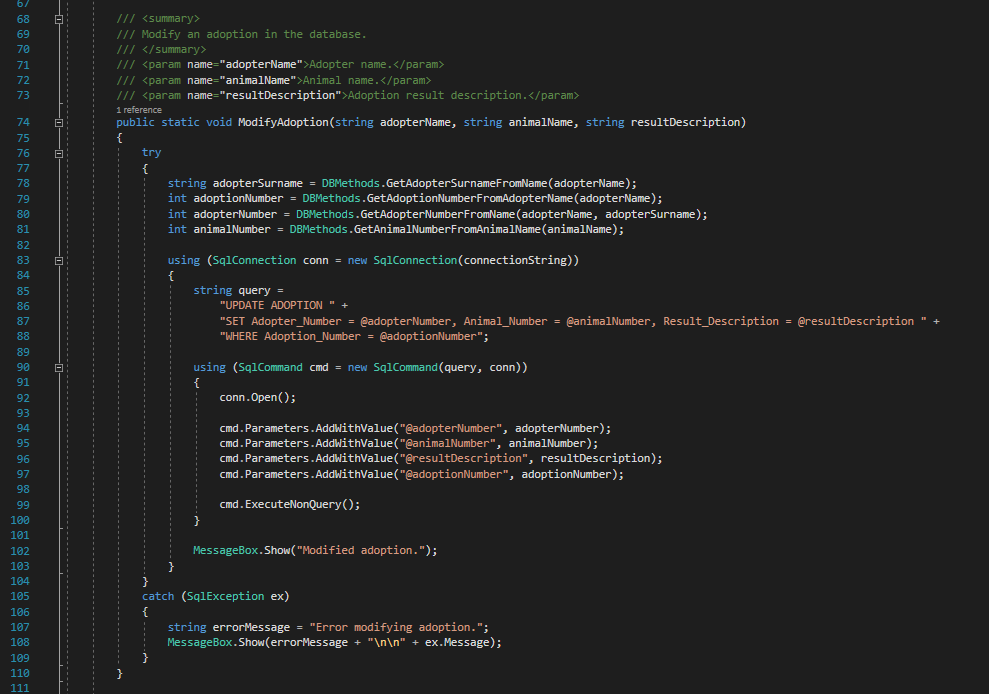 67
68 /// <summary>
69 /// Modify an adoption in the database.
70 /// </summary>
71 /// <param name="adopterName">Adopter name.</param>
72 /// <param name="animalName">Animal name.</param>
73 /// <param name="resultDescription">Adoption result description.</param>
1 reference
74 public static void ModifyAdoption(string adopterName, string animalName, string resultDescription)
75 {
76 try
77 {
78 string adopterSurname = DBMethods.GetAdopterSurnameFromName(adopterName);
79 int adoptionNumber = DBMethods.GetAdoptionNumberFromAdopterName(adopterName);
80 int adopterNumber = DBMethods.GetAdopterNumberFromName(adopterName, adopterSurname);
81 int animalNumber = DBMethods.GetAnimalNumberFromAnimalName(animalName);
82
83 using (SqlConnection conn = new SqlConnection(connectionString))
84 {
85 string query =
86 "UPDATE ADOPTION " +
87 "SET Adopter_Number = @adopterNumber, Animal_Number = @animalNumber, Result_Description = @resultDescription " +
88 "WHERE Adoption_Number = @adoptionNumber";
89
90 using (SqlCommand cmd = new SqlCommand(query, conn))
91 {
92 conn.Open();
93
94 cmd.Parameters.AddWithValue("@adopterNumber", adopterNumber);
95 cmd.Parameters.AddWithValue("@animalNumber", animalNumber);
96 cmd.Parameters.AddWithValue("@resultDescription", resultDescription);
97 cmd.Parameters.AddWithValue("@adoptionNumber", adoptionNumber);
98
99 cmd.ExecuteNonQuery();
100 }
101
102 MessageBox.Show("Modified adoption.");
103 }
104 }
105 catch (SqlException ex)
106 {
107 string errorMessage = "Error modifying adoption.";
108 MessageBox.Show(errorMessage + "\n\n" + ex.Message);
109 }
110 }
111